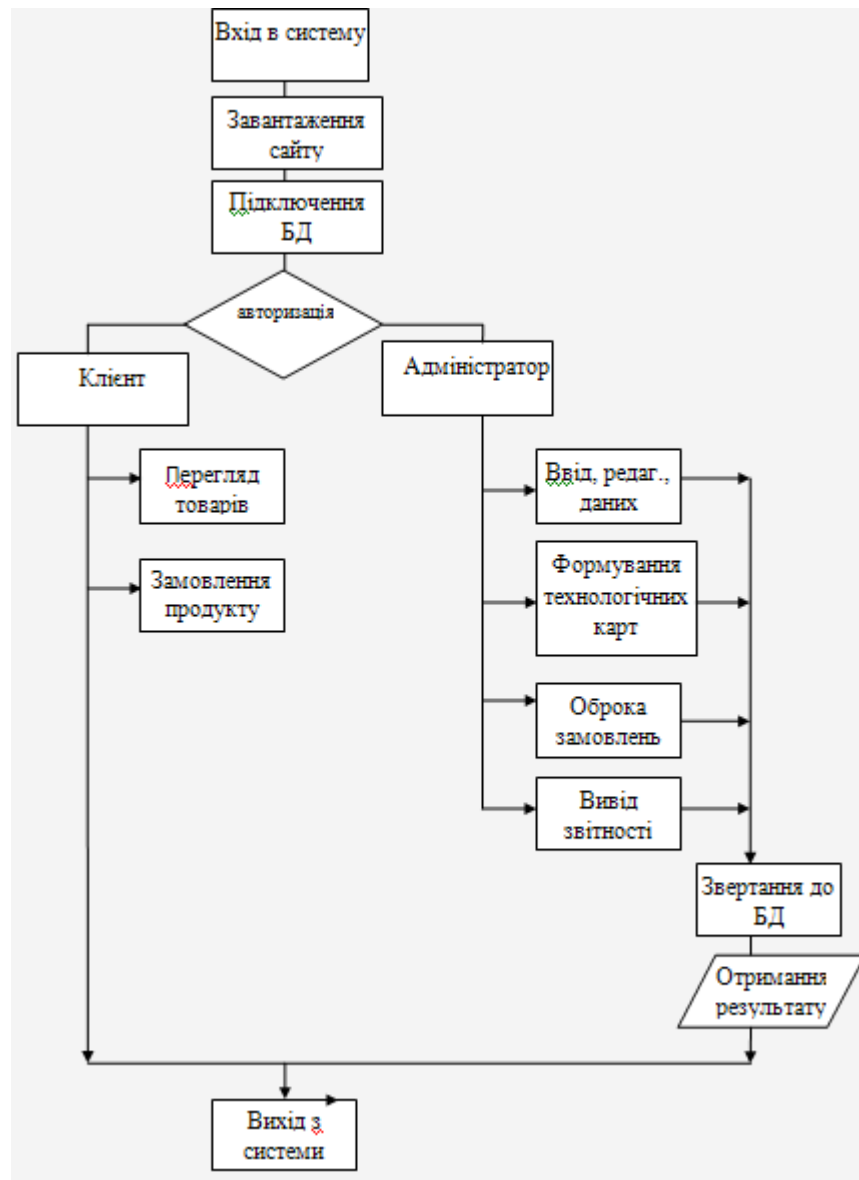 Вхід в систему
Завантаження
сайту
Підключення
БД
авторизація
Клієнт
Адміністратор
Перегляд
товарів
Замовлення
продукту
Ввід, редаг.,
даних
Формування
технологічних
карт
Оброка
замовлень
Вивід
звітності
Звертання до
БД
Отримання
результату
Вихід з
системи